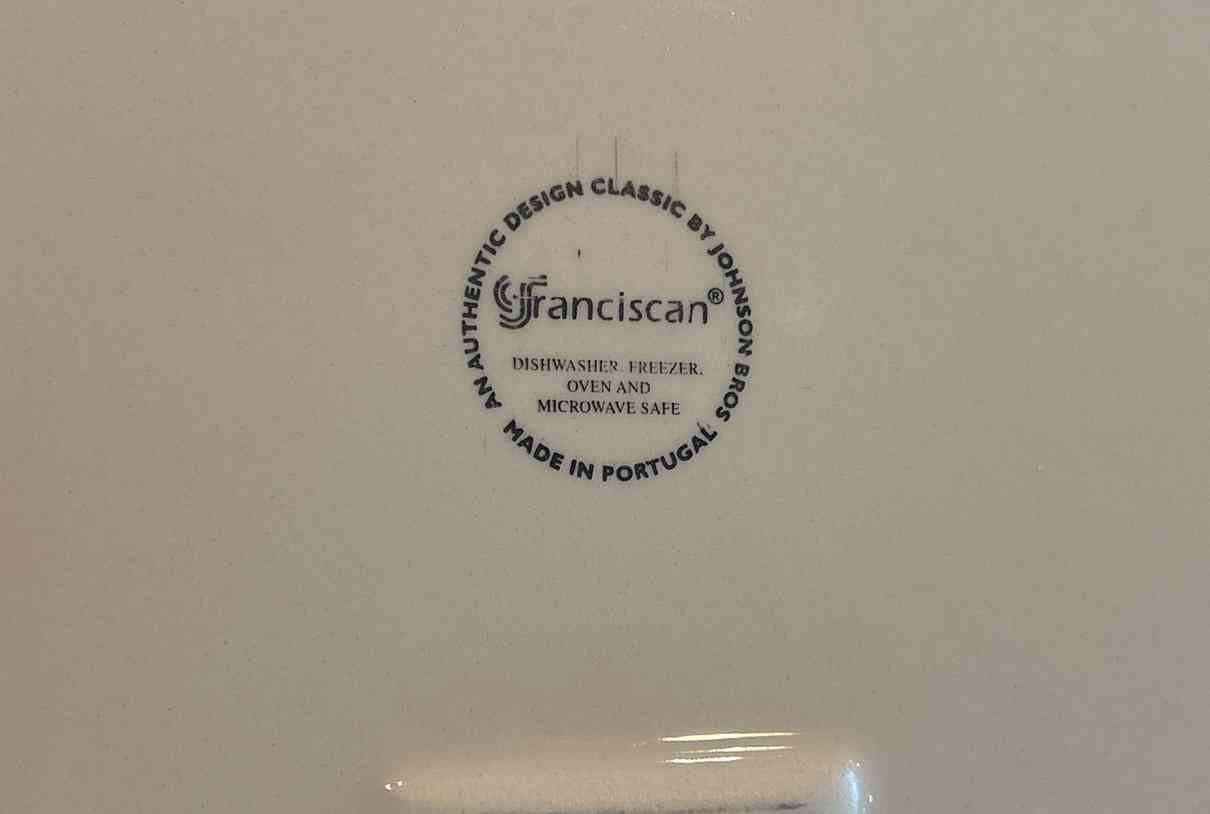 AN AUTHENTIC DESIGN CLASSIC BY JOHNSON BROS
Franciscan®
DISHWASHER, FREEZER,
OVEN AND
MICROWAVE SAFE
MADE IN PORTUGAL